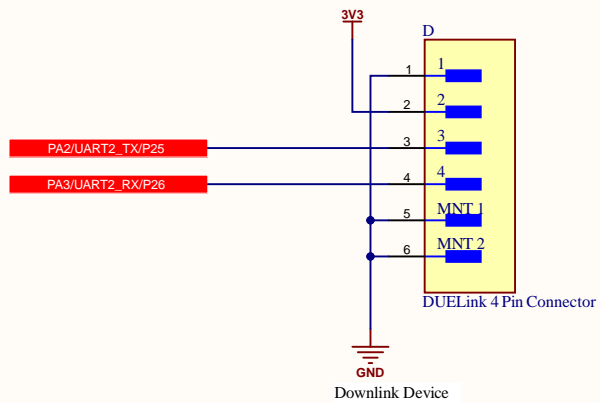 3V3
D
1 1
2 2
PA2/UART2_TX/P25 3 3
PA3/UART2_RX/P26 4 4
5 MNT 1
6 MNT 2
DUELink 4 Pin Connector
GND
Downlink Device